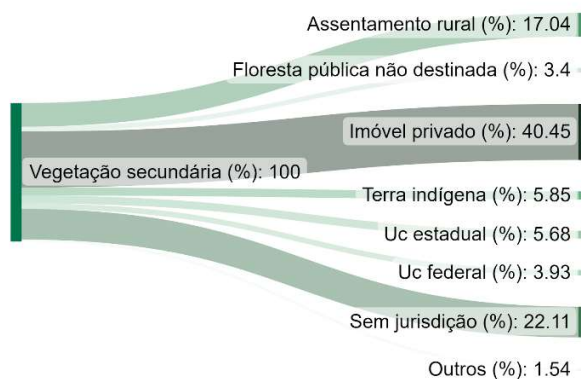 Assentamento rural (%): 17.04
Floresta pública não destinada (%): 3.4
Imóvel privado (%): 40.45
Vegetação secundária (%): 100
Terra indígena (%): 5.85
Uc estadual (%): 5.68
Uc federal (%): 3.93
Sem jurisdição (%): 22.11
Outros (%): 1.54